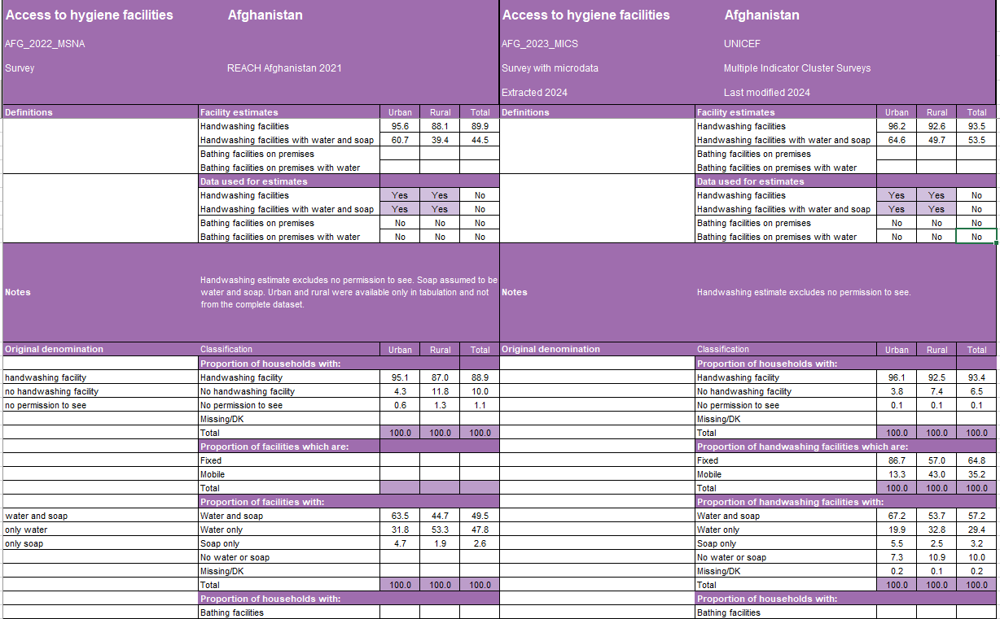 Access to hygiene facilities Afghanistan Access to hygiene facilities Afghanistan
AFG_2022_MSNA AFG_2023_MICS UNICEF
Survey REACH Afghanistan 2021 Survey with microdata Multiple Indicator Cluster Surveys
Extracted 2024 Last modified 2024
Definitions Facility estimates Urban Rural Total Definitions Facility estimates Urban Rural Total
Handwashing facilities 95.6 88.1 89.9 Handwashing facilities 96.2 92.6 93.5
Handwashing facilities with water and soap 60.7 39.4 44.5 Handwashing facilities with water and soap 64.6 49.7 53.5
Bathing facilities on premises Bathing facilities on premises
Bathing facilities on premises with water Bathing facilities on premises with water
Data used for estimates Data used for estimates
Handwashing facilities Yes Yes No Handwashing facilities Yes Yes No
Handwashing facilities with water and soap Yes Yes No Handwashing facilities with water and soap Yes Yes No
Bathing facilities on premises No No No Bathing facilities on premises No No No
Bathing facilities on premises with water No No No Bathing facilities on premises with water No No No
Handwashing estimate excludes no permission to see. Soap assumed to be
Notes water and soap. Urban and rural were available only in tabulation and not Notes Handwashing estimate excludes no permission to see.
from the complete dataset.
Original denomination Classification Urban Rural Total Original denomination Classification Urban Rural Total
Proportion of households with: Proportion of households with:
handwashing facility Handwashing facility 95.1 87.0 88.9 Handwashing facility 96.1 92.5 93.4
no handwashing facility No handwashing facility 4.3 11.8 10.0 No handwashing facility 3.8 7.4 6.5
no permission to see No permission to see 0.6 1.3 1.1 No permission to see 0.1 0.1 0.1
Missing/DK Missing/DK
Total 100.0 100.0 100.0 Total 100.0 100.0 100.0
Proportion of facilities which are: Proportion of handwashing facilities which are:
Fixed Fixed 86.7 57.0 64.8
Mobile Mobile 13.3 43.0 35.2
Total Total 100.0 100.0 100.0
Proportion of facilities with: Proportion of handwashing facilities with:
water and soap Water and soap 63.5 44.7 49.5 Water and soap 67.2 53.7 57.2
only water Water only 31.8 53.3 47.8 Water only 19.9 32.8 29.4
only soap Soap only 4.7 1.9 2.6 Soap only 5.5 2.5 3.2
No water or soap No water or soap 7.3 10.9 10.0
Missing/DK Missing/DK 0.2 0.1 0.2
Total 100.0 100.0 100.0 Total 100.0 100.0 100.0
Proportion of households with: Proportion of households with:
Bathing facilities Bathing facilities